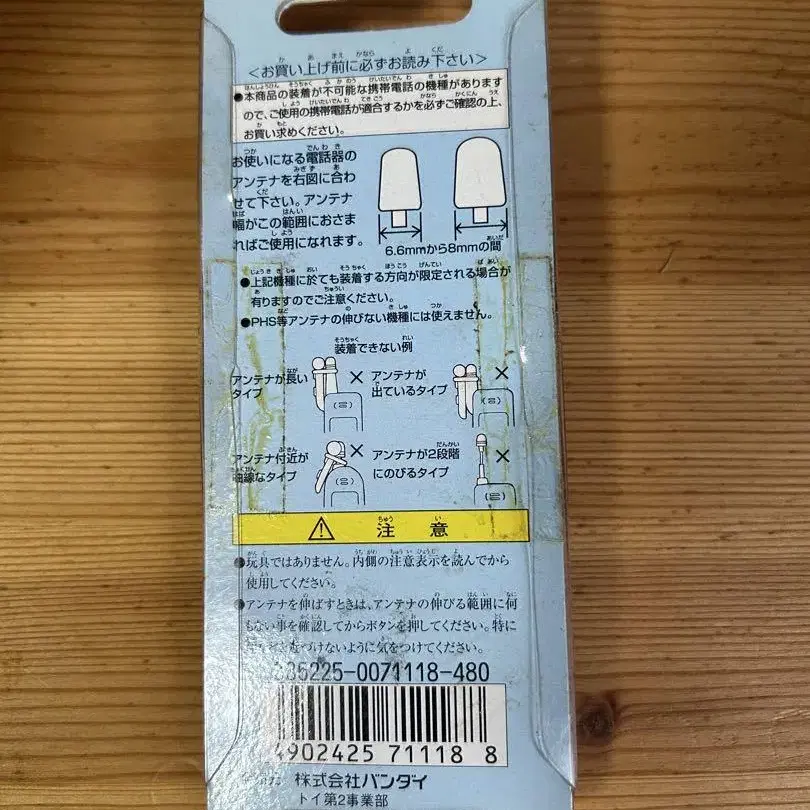 <お買い上げ前に必ずお読み下さい>
●本商品の装着が不可能な携帯電話の機種があります
ので、ご使用の携帯電話が適合するかを必ずご確認の上、
お買い求めください。
お使いになる電話器の
アンテナを右図に合わ
せて下さい。アンテナ
幅がこの範囲におさま
ればご使用になれます。
6.6mmから8mmの間
●上記機種に於ても装着する方向が限定される場合が
有りますのでご注意ください。
●PHS等アンテナの伸びない機種には使えません。
装着できない例
アンテナが長い
タイプ
×
アンテナが
出ているタイプ
×
アンテナ付近が
曲線なタイプ
×
アンテナが2段階
にのびるタイプ
×
注意
●玩具ではありません。内側の注意表示を読んでから
使用してください。
●アンテナを伸ばすときは、アンテナの伸びる範囲に何
もない事を確認してからボタンを押してください。特に
づけないように気をつけてください。
35225-0071118-480
4902425 71118 8
株式会社バンダイ
トイ第2事業部